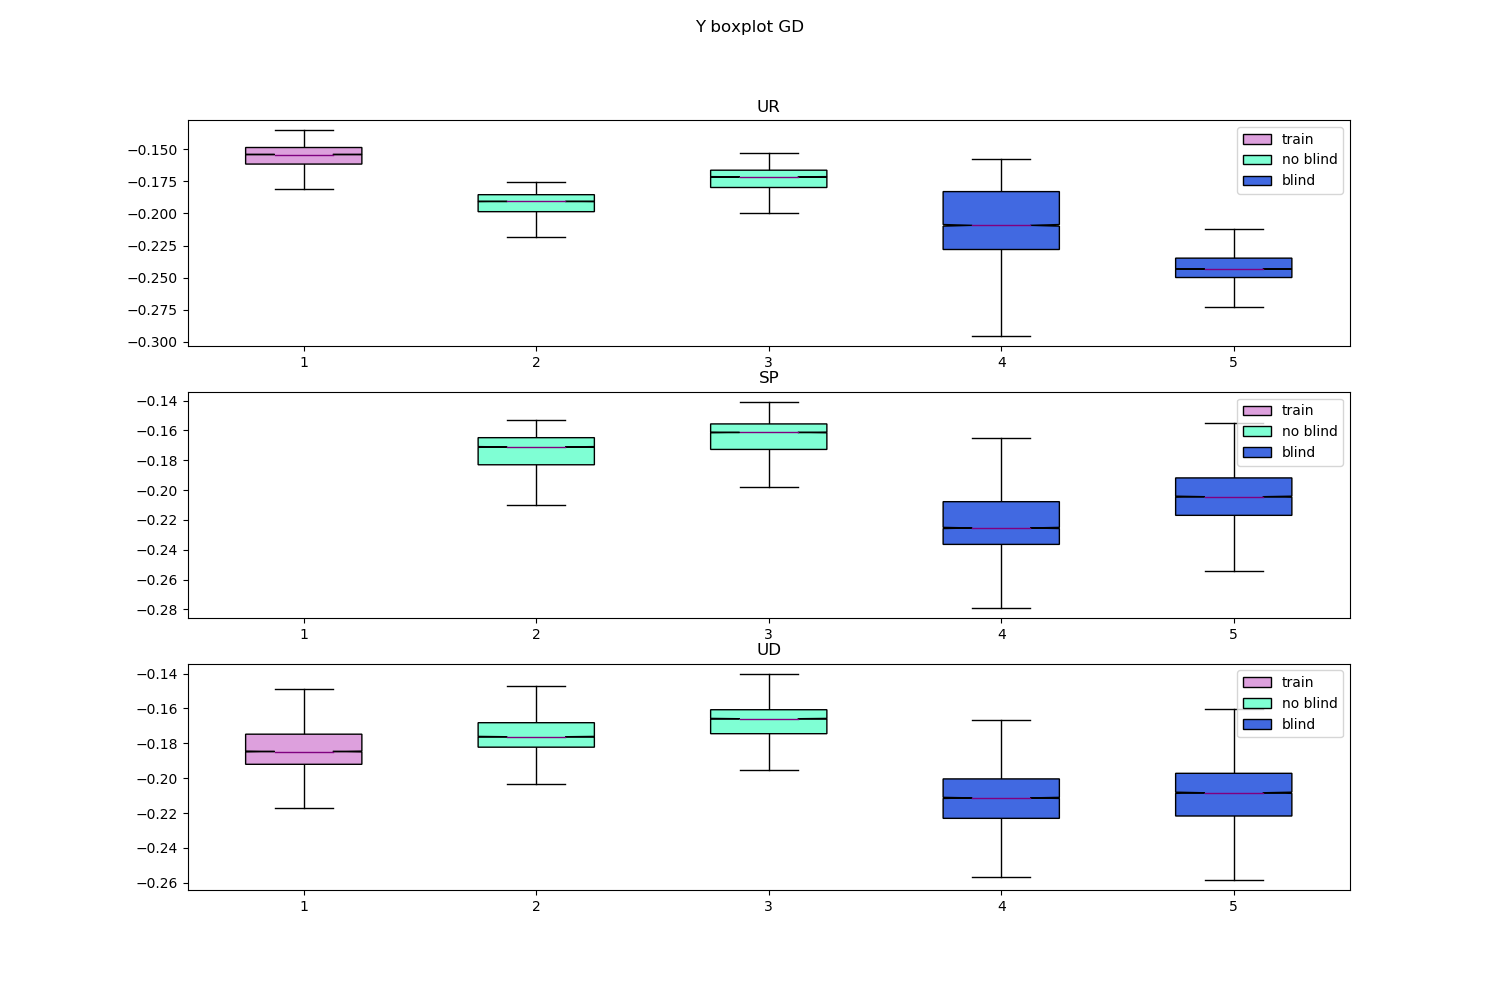 Y boxplot GD
UR
−0.150
−0.175
−0.200
−0.225
−0.250
−0.275
−0.300
train
no blind
blind
1 2 3 4 5
SP
−0.14
−0.16
−0.18
−0.20
−0.22
−0.24
−0.26
−0.28
train
no blind
blind
1 2 3 4 5
UD
−0.14
−0.16
−0.18
−0.20
−0.22
−0.24
−0.26
train
no blind
blind
1 2 3 4 5